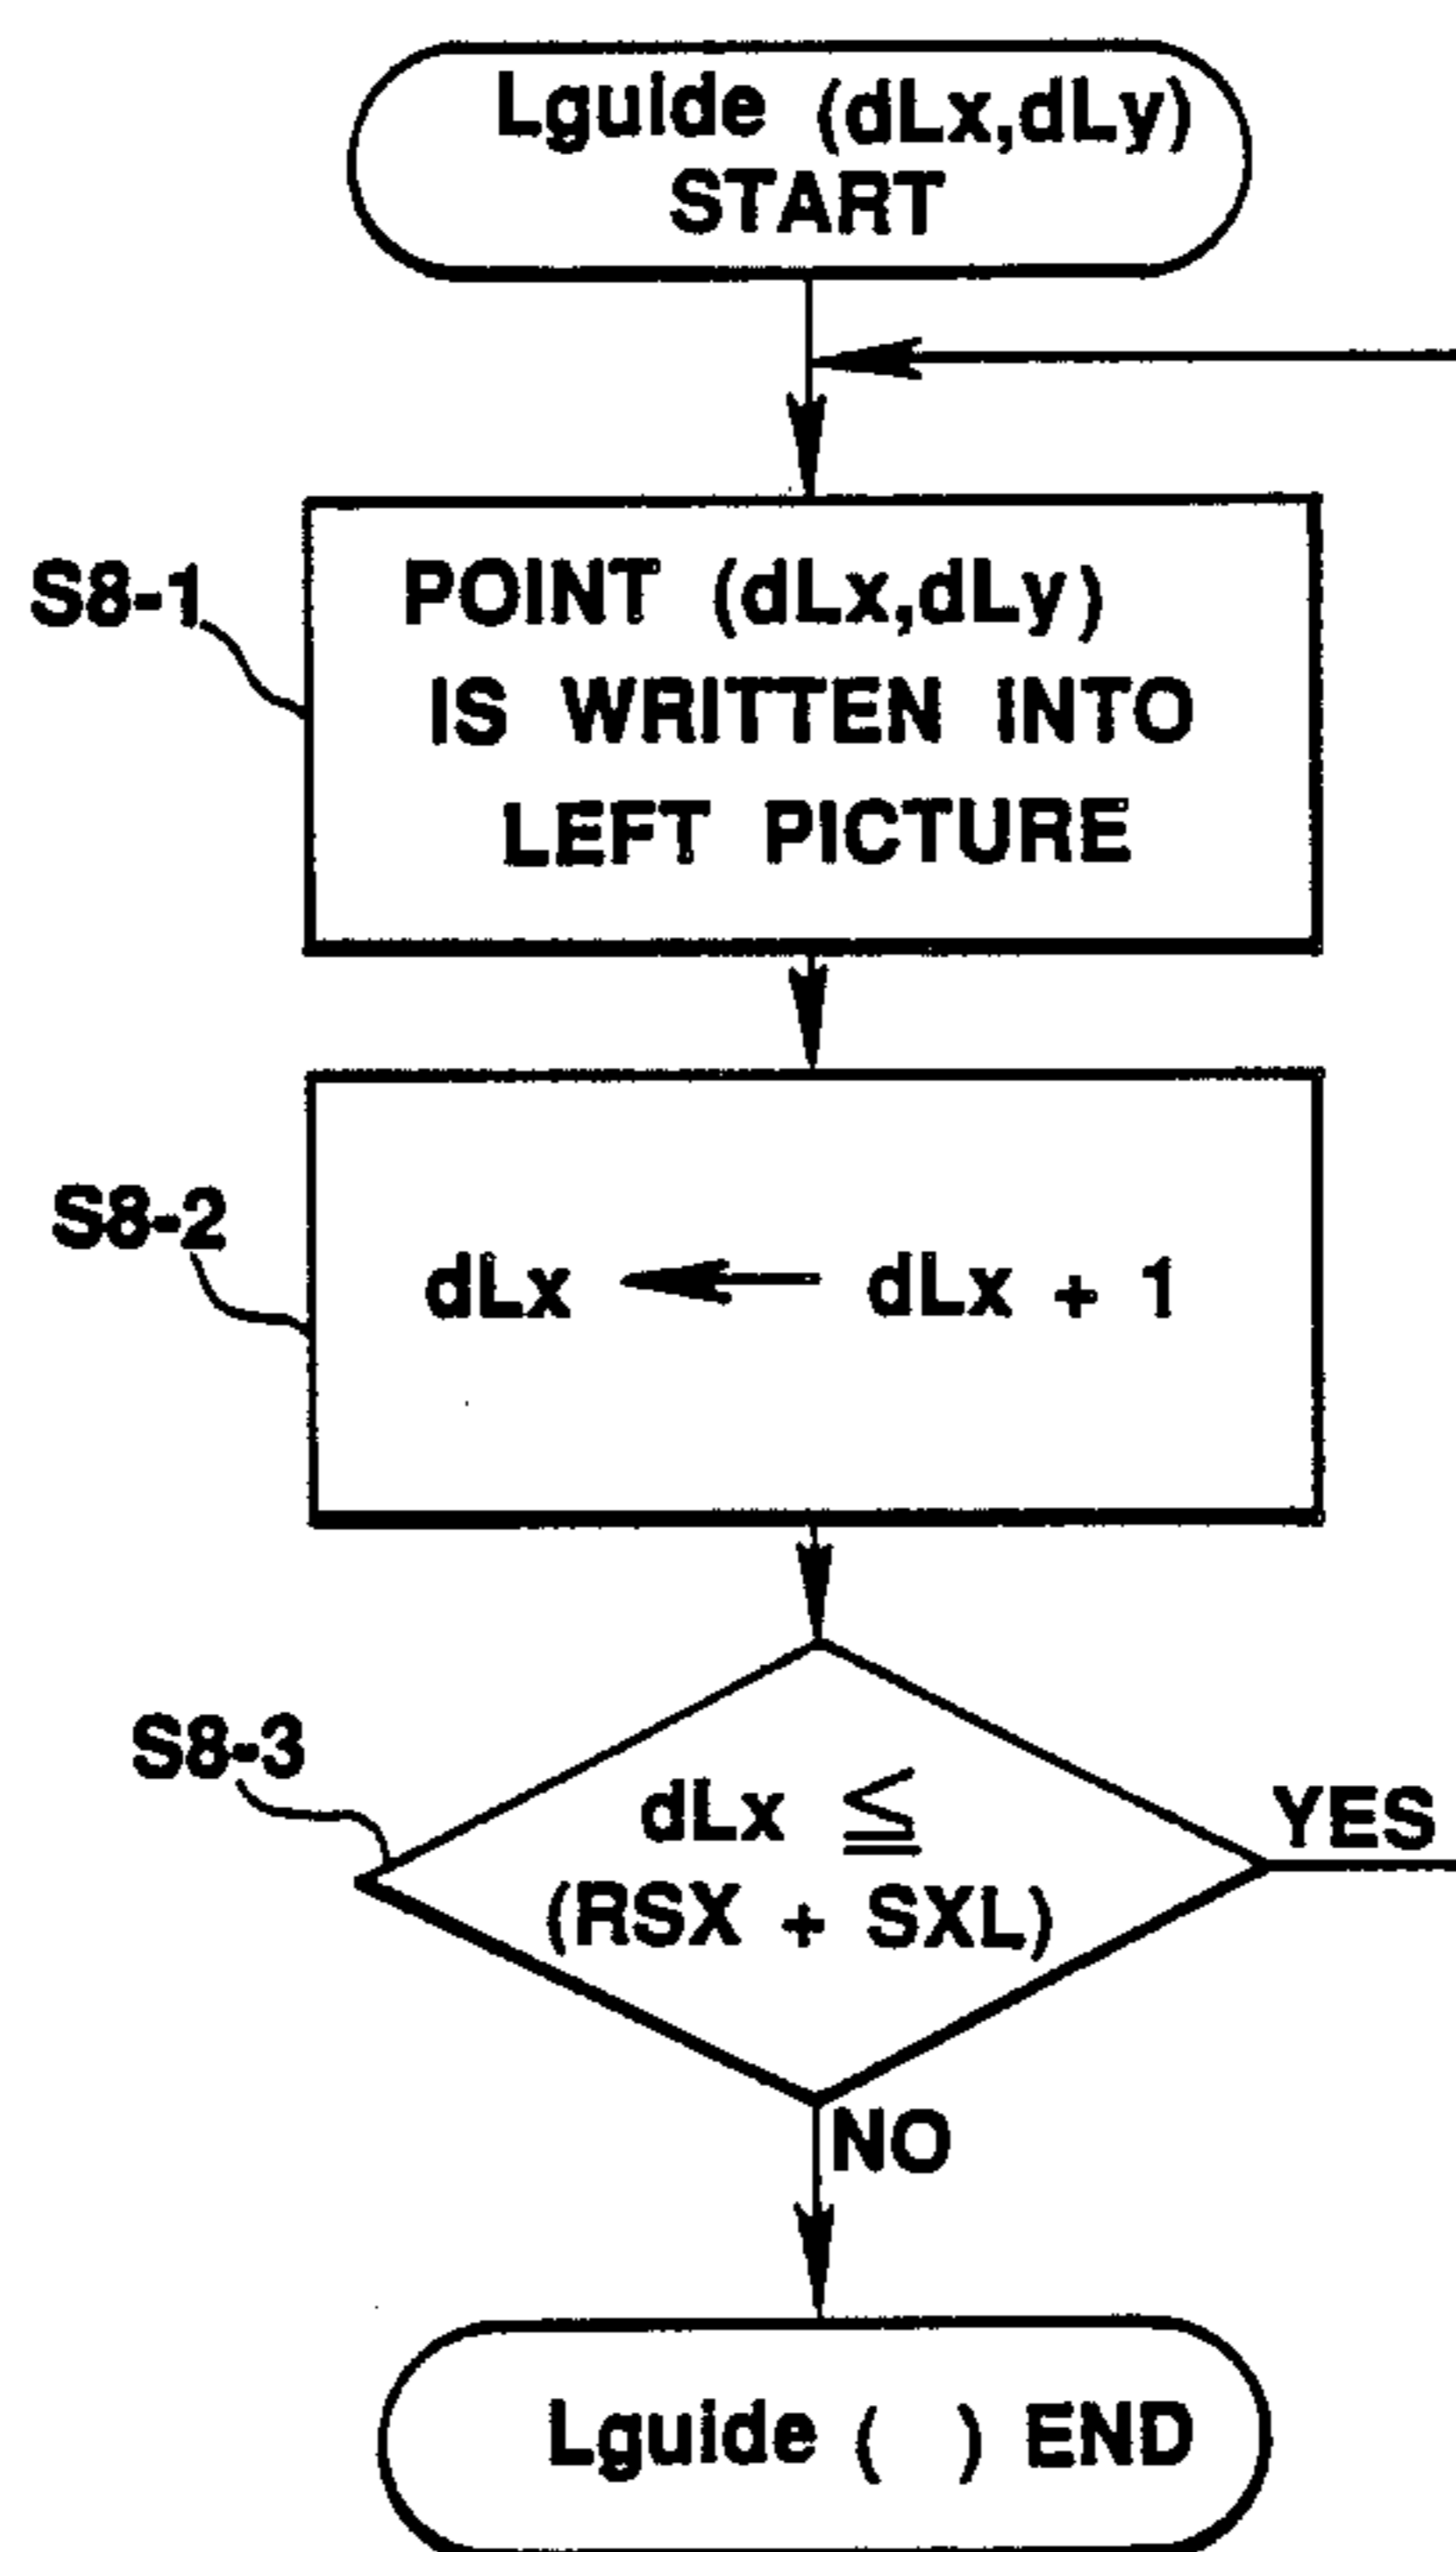 Lguide (dLx,dLy)
START
S8-1
POINT (dLx,dLy)
IS WRITTEN INTO
LEFT PICTURE
S8-2
dLx ← dLx + 1
S8-3
dLx ≦
(RSX + SXL)
YES
NO
Lguide ( ) END